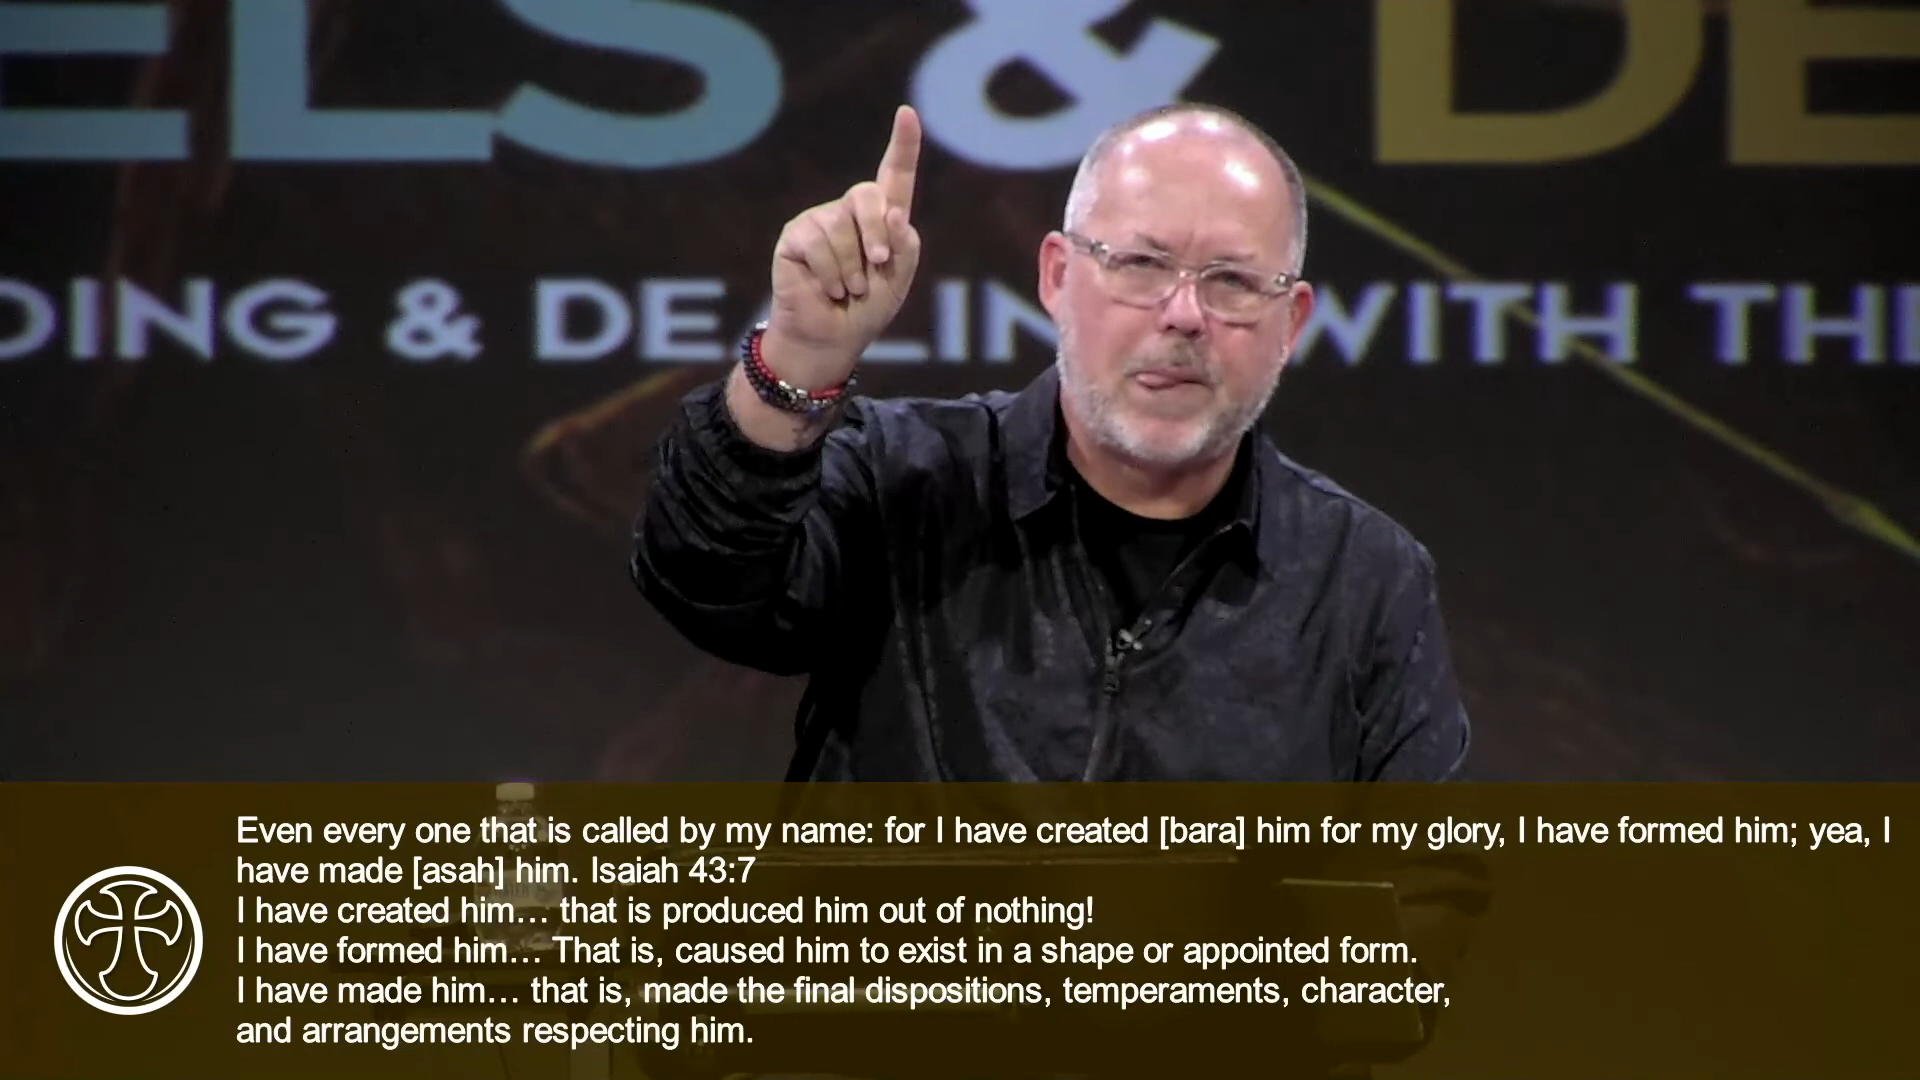 ELS & DE
DING & DEALING WITH THE
Even every one that is called by my name: for I have created [bara] him for my glory, I have formed him; yea, I
have made [asah] him. Isaiah 43:7
I have created him… that is produced him out of nothing!
I have formed him… That is, caused him to exist in a shape or appointed form.
I have made him… that is, made the final dispositions, temperaments, character,
and arrangements respecting him.